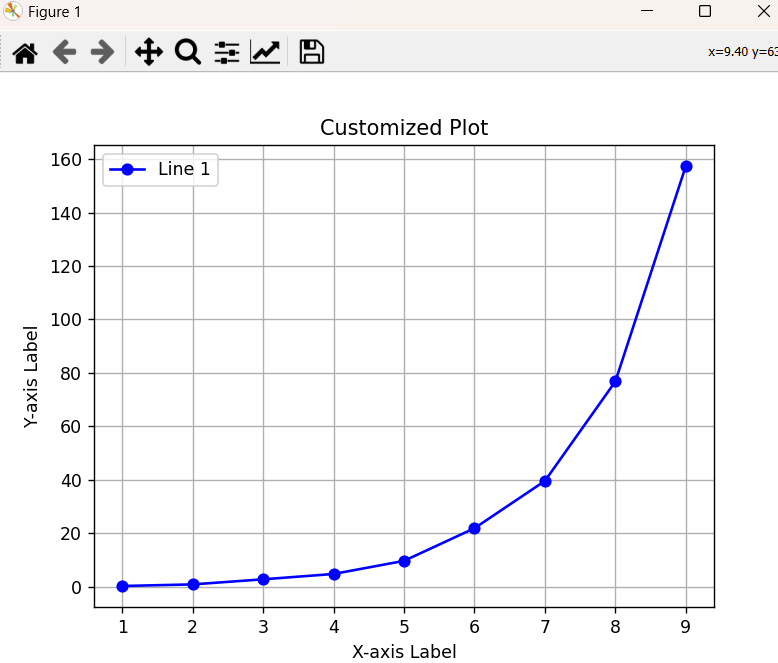 Figure 1
x=9.40 y=63
Customized Plot
160
Line 1
140
120
100
80
60
40
20
0
Y-axis Label
1 2 3 4 5 6 7 8 9
X-axis Label